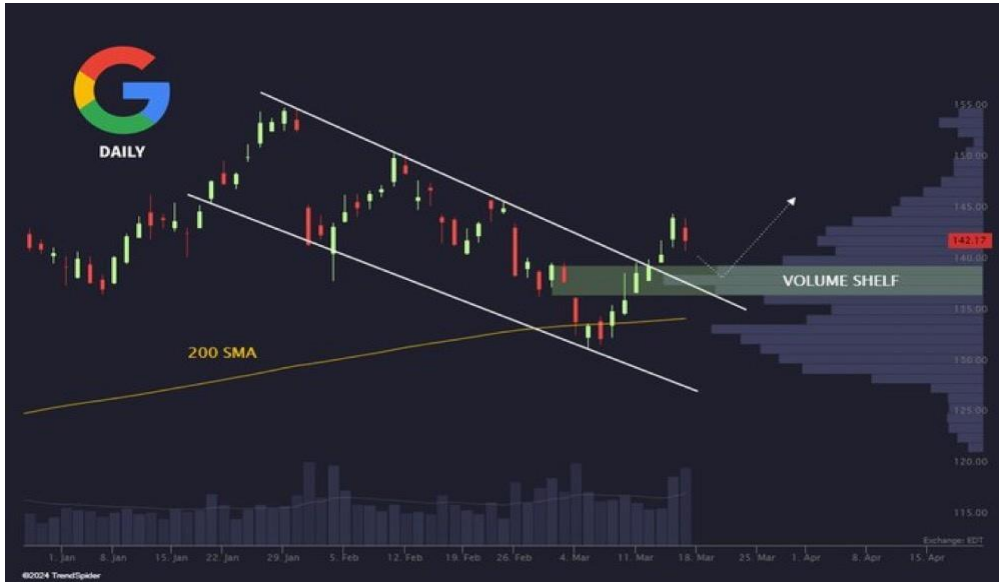 G
DAILY
155.00
150.00
145.00
142.17
140.00
VOLUME SHELF
135.00
200 SMA
130.00
125.00
120.00
115.00
Exchange: EDT
1. Jan 8. Jan 15. Jan 22. Jan 29. Jan 5. Feb 12. Feb 19. Feb 26. Feb 4. Mar 11. Mar 18. Mar 25. Mar 1. Apr 8. Apr 15. Apr
©2024 TrendSpider